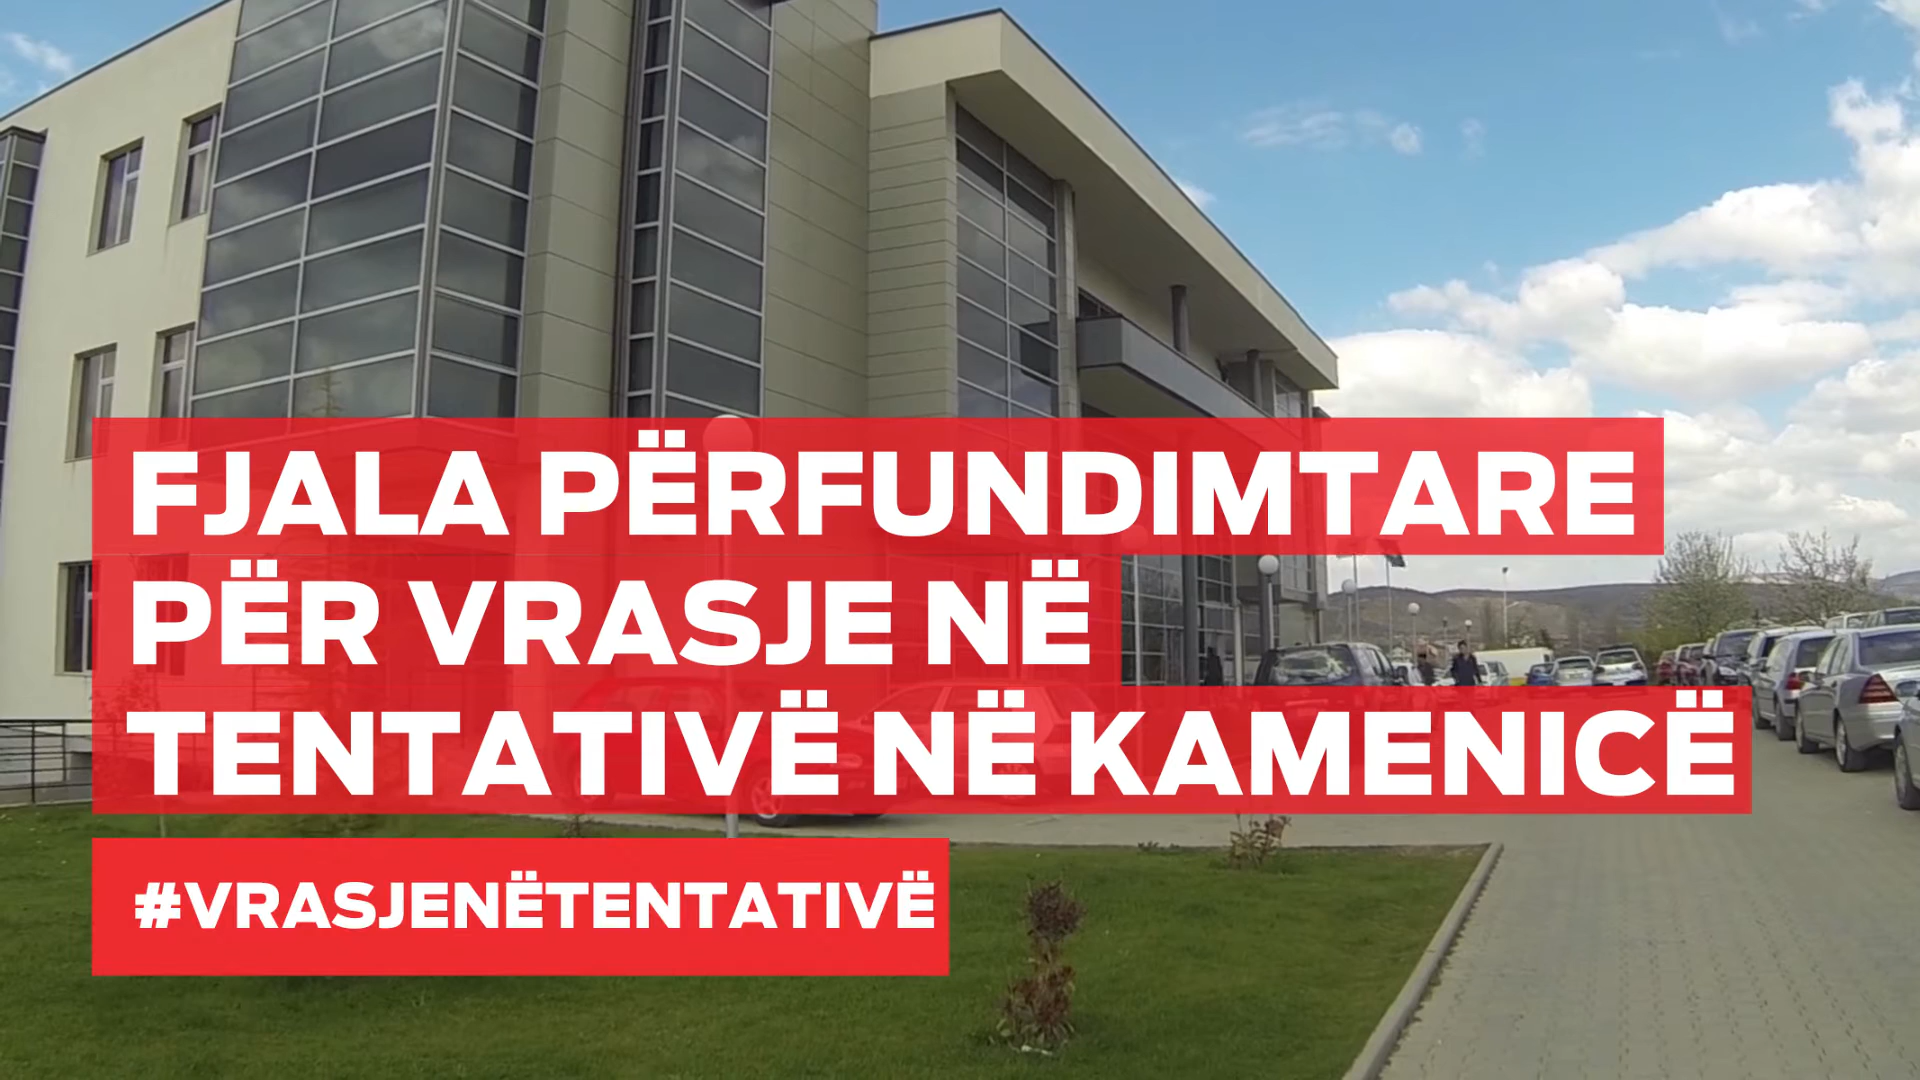 FJALA PËRFUNDIMTARE
PËR VRASJE NË
TENTATIVË NË KAMENICË
#VRASJENËTENTATIVË